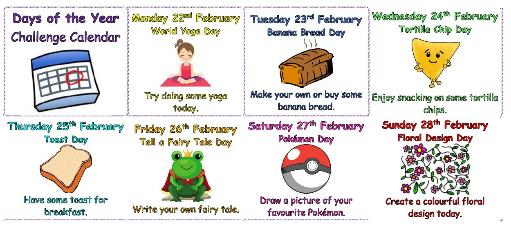 Days of the Year
Challenge Calendar
Monday 22nd February
World Yoga Day
Try doing some yoga
today.
Tuesday 23rd February
Banana Bread Day
Make your own or buy some
banana bread.
Wednesday 24th February
Tortilla Chip Day
Enjoy snacking on some tortilla
chips.
Thursday 25th February
Toast Day
Have some toast for
breakfast.
Friday 26th February
Tell a Fairy Tale Day
Write your own fairy tale.
Saturday 27th February
Pokémon Day
Draw a picture of your
favourite Pokémon.
Sunday 28th February
Floral Design Day
Create a colourful floral
design today.